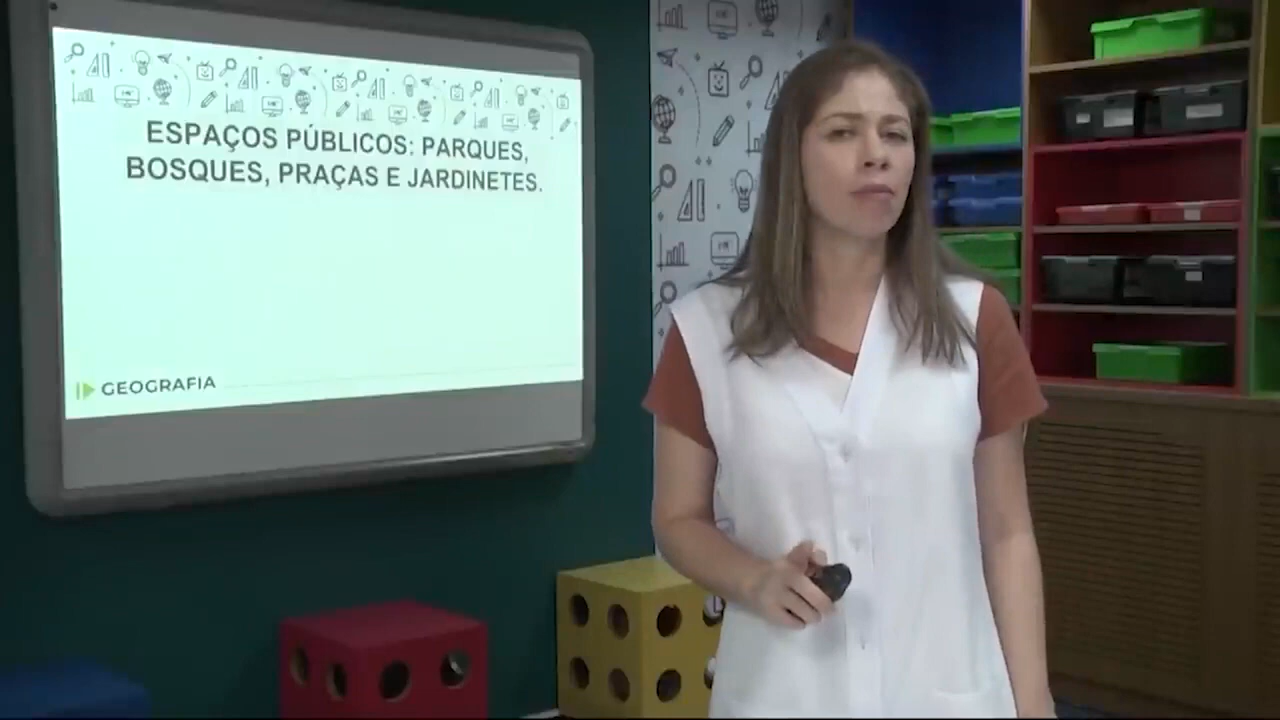 ESPAÇOS PÚBLICOS: PARQUES,
BOSQUES, PRAÇAS E JARDINETES.
GEOGRAFIA